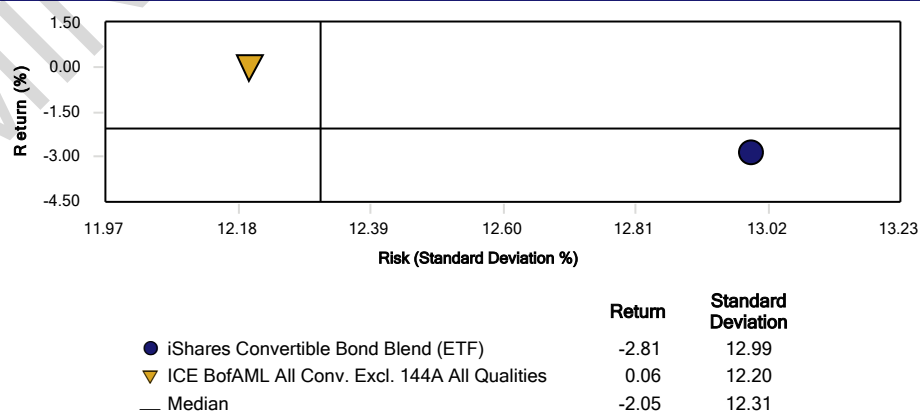 1.50
0.00
-1.50
-3.00
-4.50
Return (%)
11.97 12.18 12.39 12.60 12.81 13.02 13.23
Risk (Standard Deviation %)
Return Standard Deviation
iShares Convertible Bond Blend (ETF) -2.81 12.99
ICE BofAML All Conv. Excl. 144A All Qualities 0.06 12.20
Median -2.05 12.31